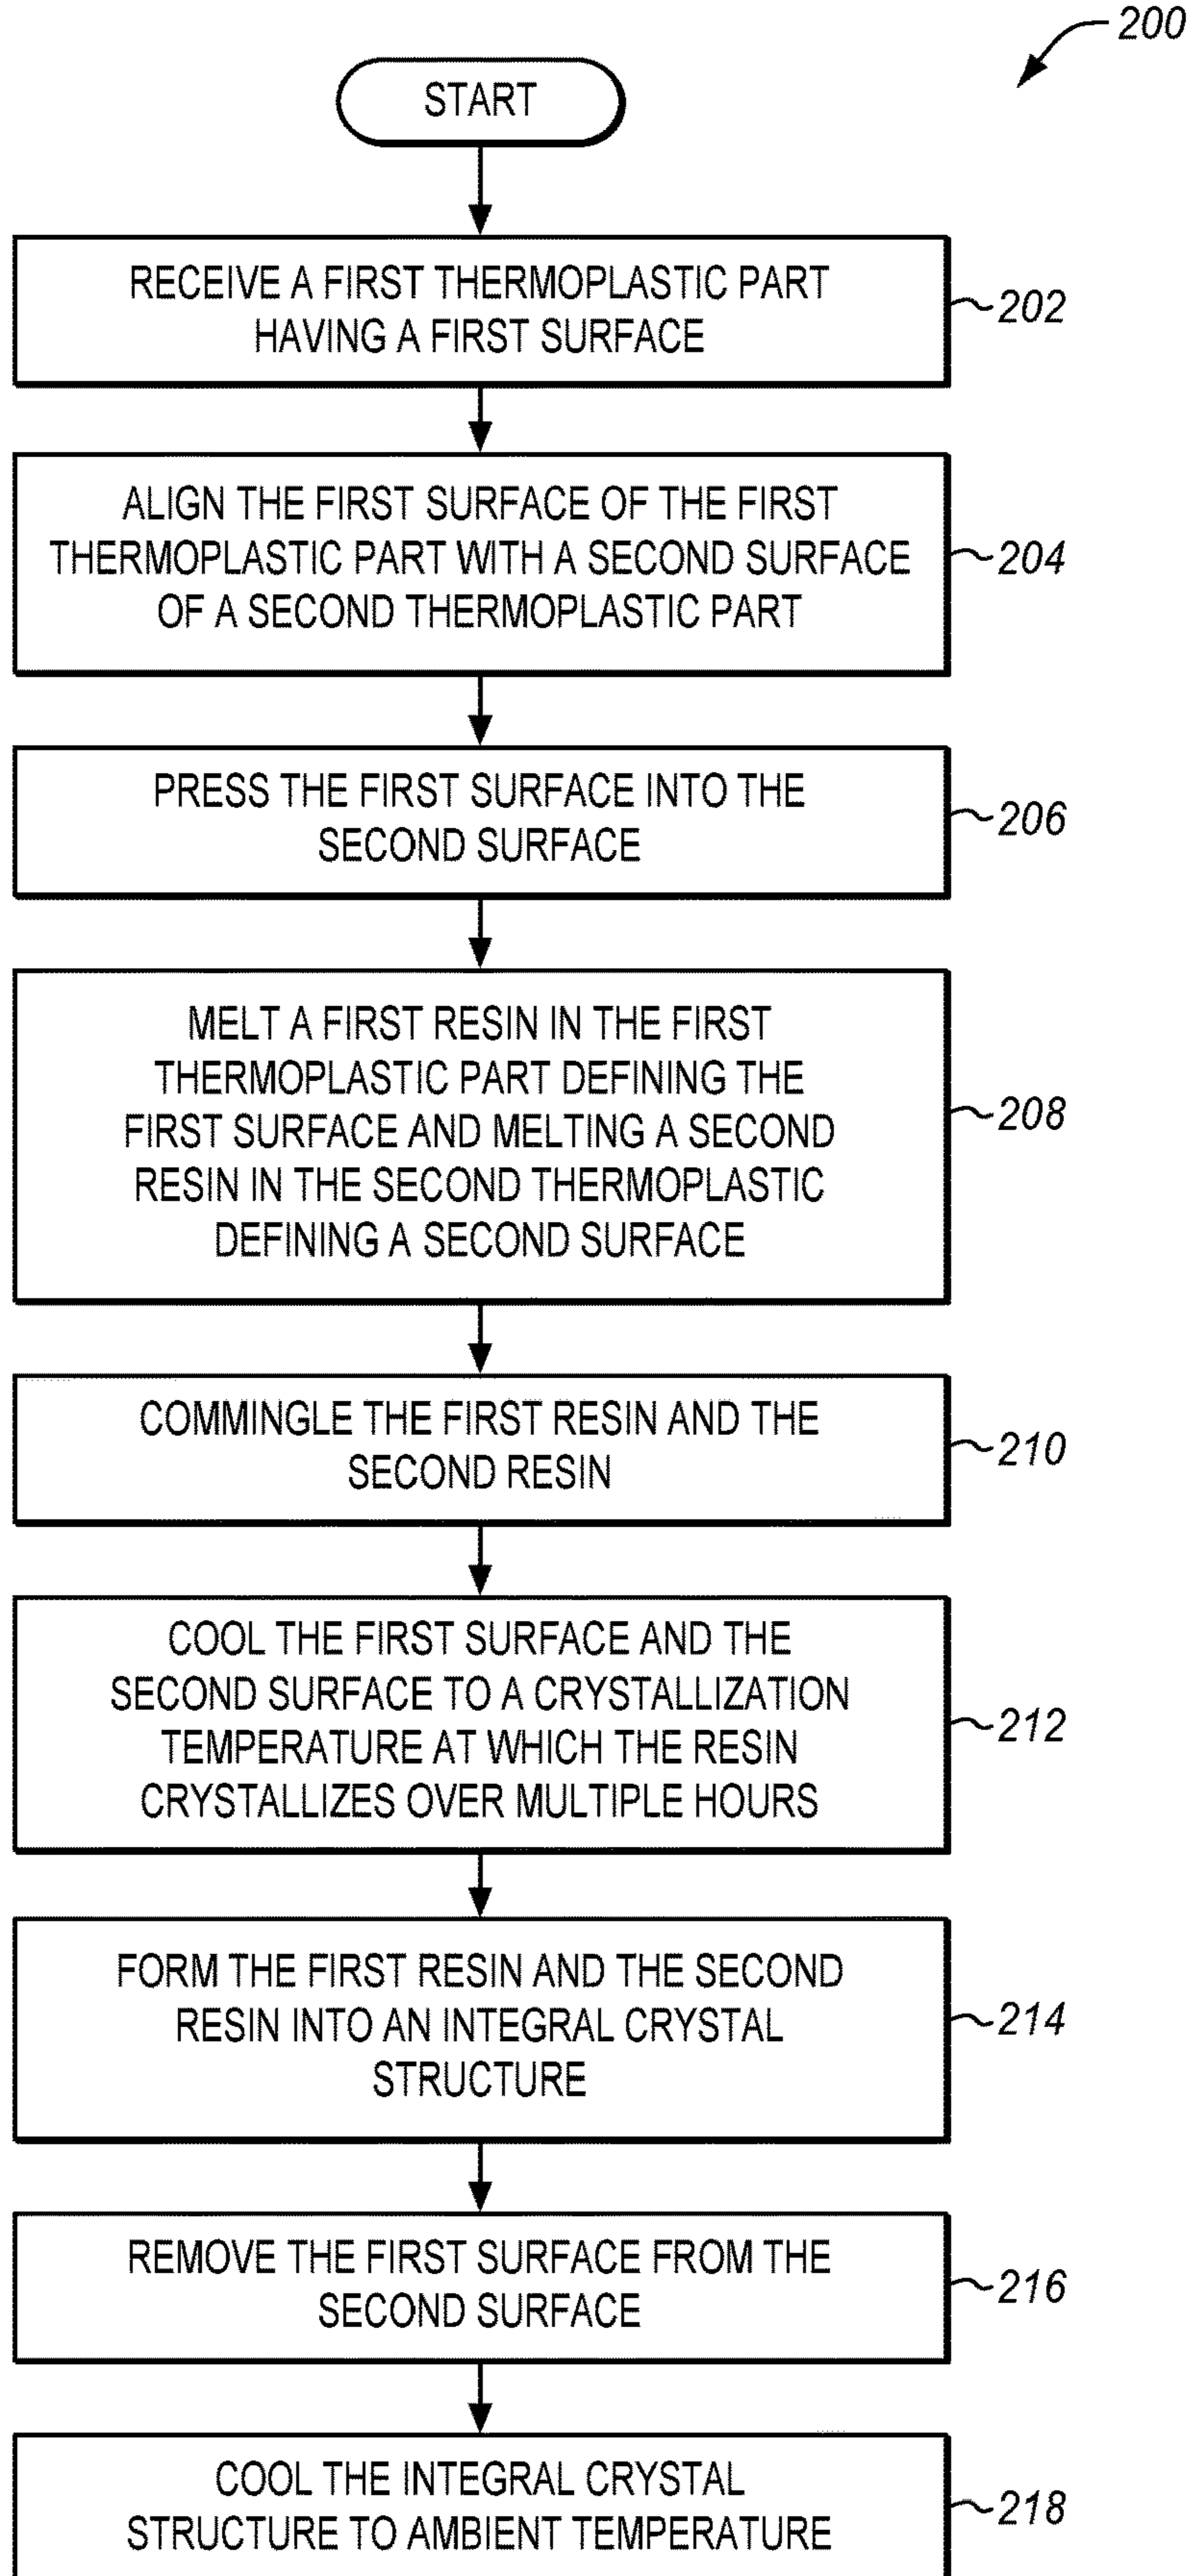 200
START
RECEIVE A FIRST THERMOPLASTIC PART
HAVING A FIRST SURFACE
202
ALIGN THE FIRST SURFACE OF THE FIRST
THERMOPLASTIC PART WITH A SECOND SURFACE
OF A SECOND THERMOPLASTIC PART
204
PRESS THE FIRST SURFACE INTO THE
SECOND SURFACE
206
MELT A FIRST RESIN IN THE FIRST
THERMOPLASTIC PART DEFINING THE
FIRST SURFACE AND MELTING A SECOND
RESIN IN THE SECOND THERMOPLASTIC
DEFINING A SECOND SURFACE
208
COMMINGLE THE FIRST RESIN AND THE
SECOND RESIN
210
COOL THE FIRST SURFACE AND THE
SECOND SURFACE TO A CRYSTALLIZATION
TEMPERATURE AT WHICH THE RESIN
CRYSTALLIZES OVER MULTIPLE HOURS
212
FORM THE FIRST RESIN AND THE SECOND
RESIN INTO AN INTEGRAL CRYSTAL
STRUCTURE
214
REMOVE THE FIRST SURFACE FROM THE
SECOND SURFACE
216
COOL THE INTEGRAL CRYSTAL
STRUCTURE TO AMBIENT TEMPERATURE
218